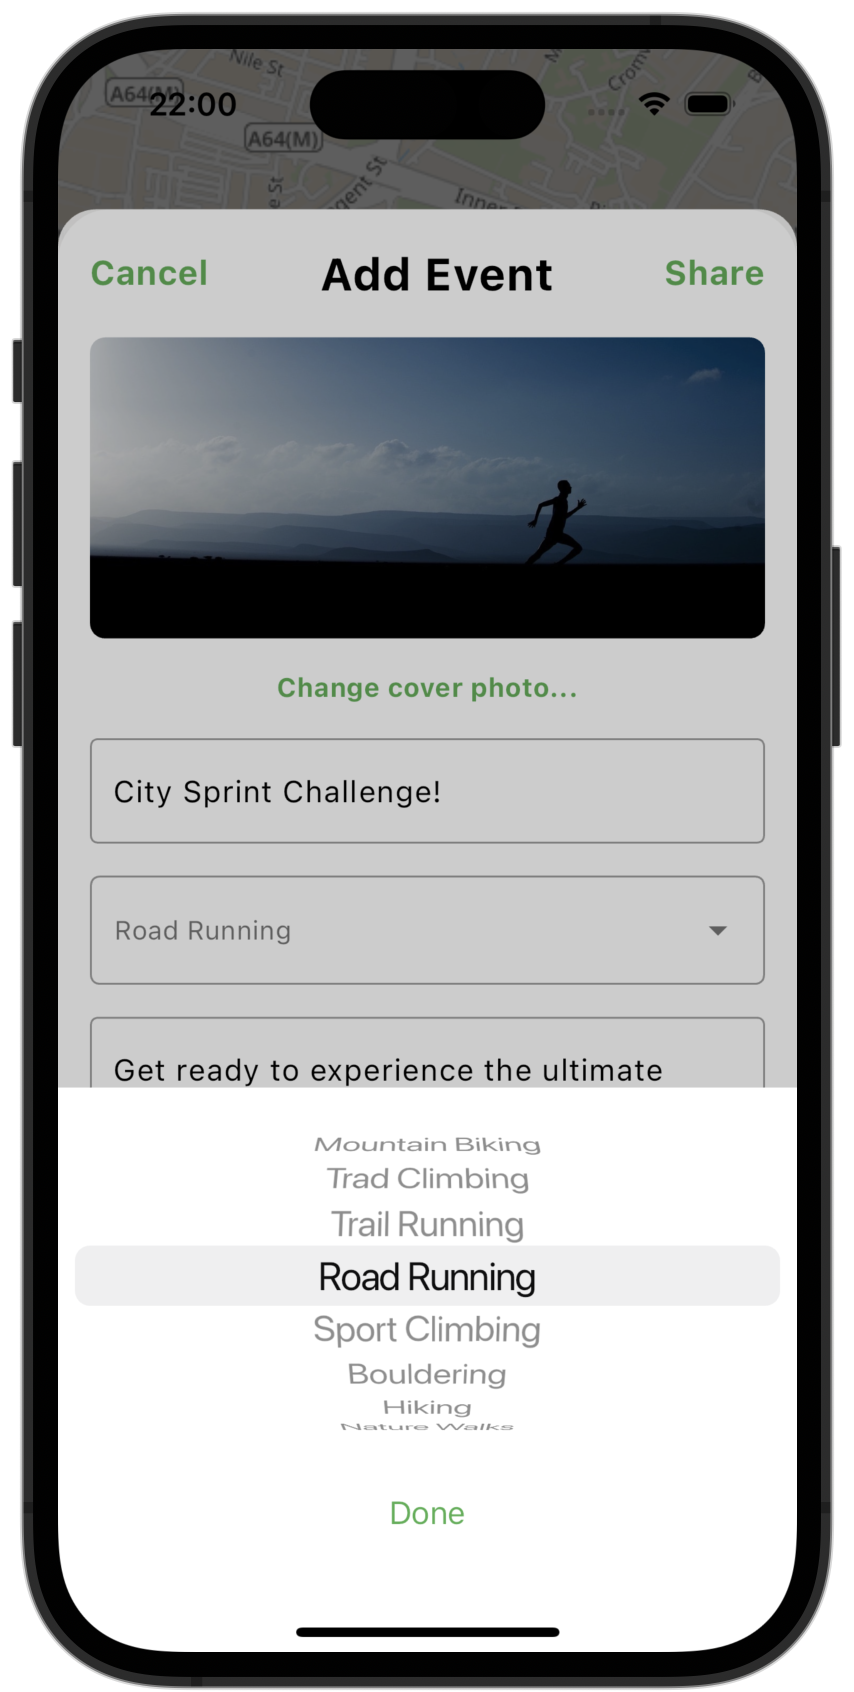 Nile St
Cromw
A64(M)
22:00
A64(M)
e St
gent St
Inner
Cancel
Add Event
Share
Change cover photo...
City Sprint Challenge!
Road Running
Get ready to experience the ultimate
Mountain Biking
Trad Climbing
Trail Running
Road Running
Sport Climbing
Bouldering
Hiking
Nature Walks
Done